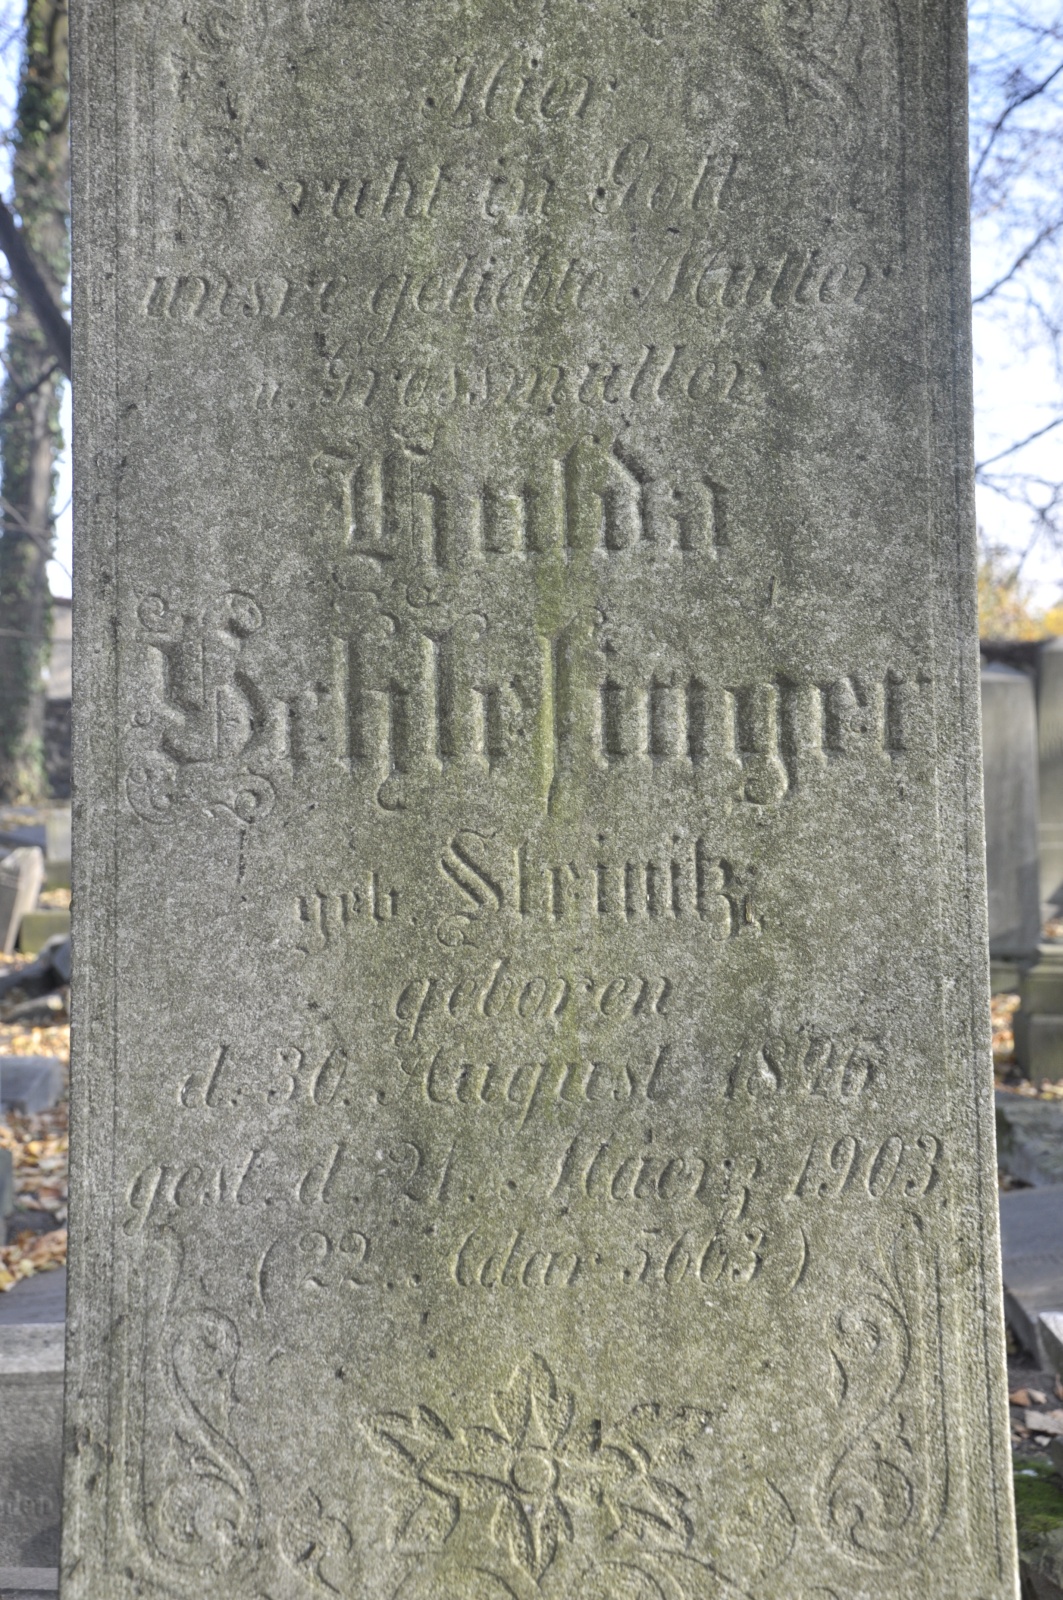 Hier
ruht in Gott
unsre geliebte Mutter
u. Grossmutter
Hulda
Schlesinger
geb. Steinitz
geboren
d. 30. August 1826
gest. d. 21. Maerz 1903.
(22. Adar 5663)